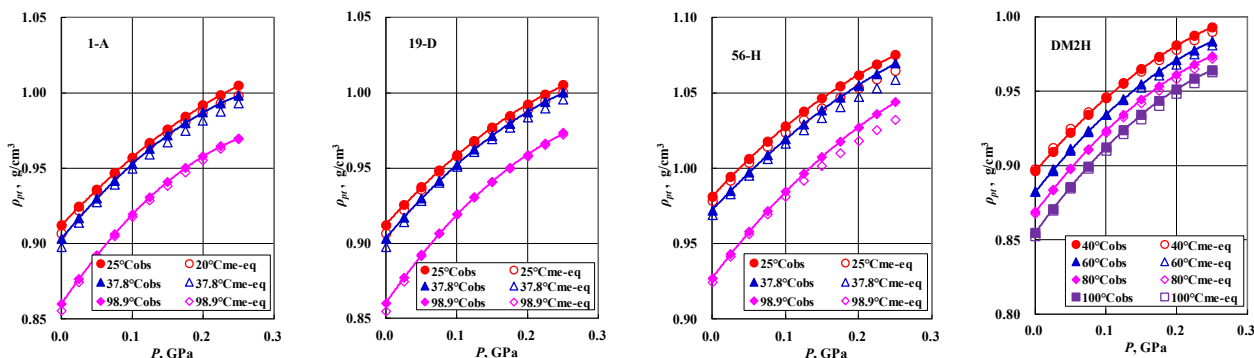 1-A
ρpt , g/cm³
1.05
1.00
0.95
0.90
0.85
0.0
0.1
0.2
0.3
P, GPa
25°Cobs
20°Cme-eq
37.8°Cobs
37.8°Cme-eq
98.9°Cobs
98.9°Cme-eq
19-D
ρpt , g/cm³
1.05
1.00
0.95
0.90
0.85
0.0
0.1
0.2
0.3
P, GPa
25°Cobs
25°Cme-eq
37.8°Cobs
37.8°Cme-eq
98.9°Cobs
98.9°Cme-eq
56-H
ρpt , g/cm³
1.10
1.05
1.00
0.95
0.90
0.0
0.1
0.2
0.3
P, GPa
25°Cobs
25°Cme-eq
37.8°Cobs
37.8°Cme-eq
98.9°Cobs
98.9°Cme-eq
DM2H
ρpt , g/cm³
1.00
0.95
0.90
0.85
0.80
0.0
0.1
0.2
0.3
P, GPa
40°Cobs
40°Cme-eq
60°Cobs
60°Cme-eq
80°Cobs
80°Cme-eq
100°Cobs
100°Cme-eq